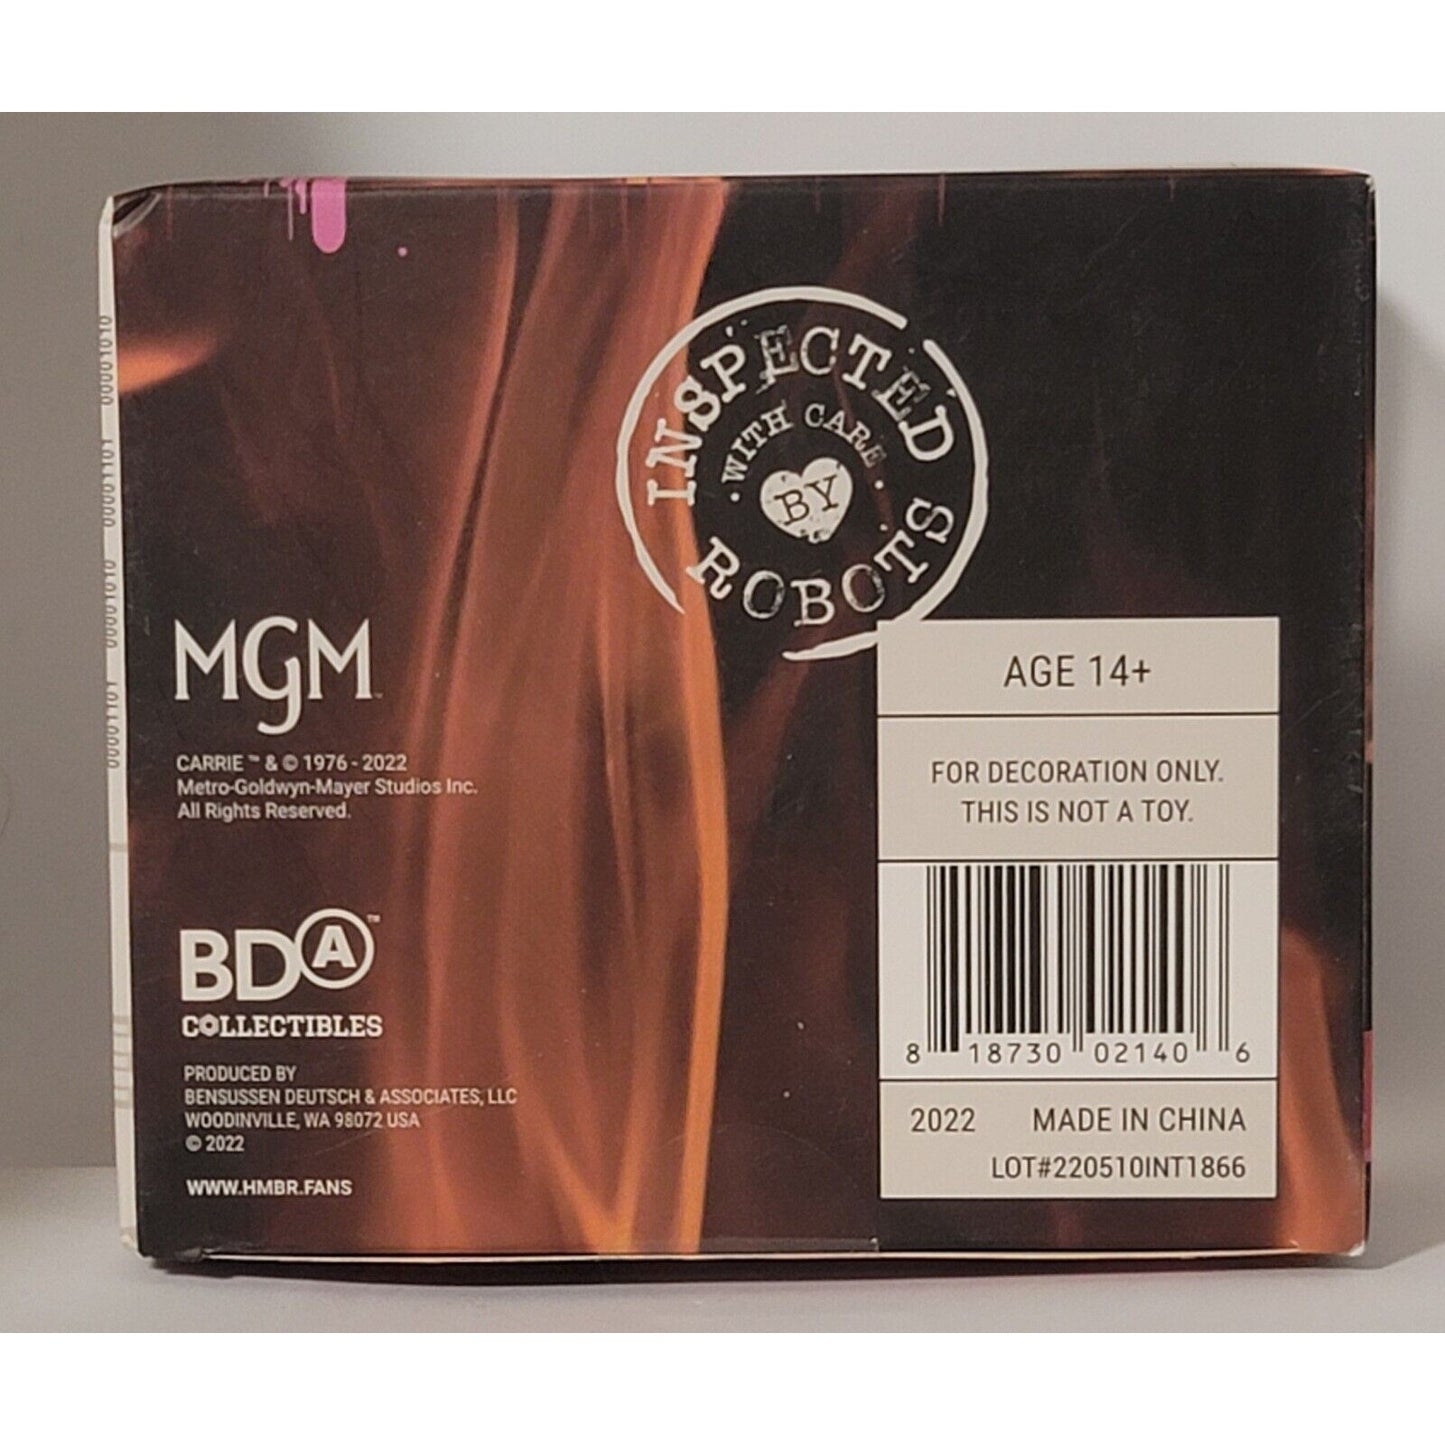 INSPECTED
· WITH CARE ·
BY
ROBOTS
MGM
CARRIE ™ & © 1976 - 2022
Metro-Goldwyn-Mayer Studios Inc.
All Rights Reserved.
BDA™
COLLECTIBLES
PRODUCED BY
BENSUSSEN DEUTSCH & ASSOCIATES, LLC
WOODINVILLE, WA 98072 USA
© 2022
WWW.HMBR.FANS
AGE 14+
FOR DECORATION ONLY.
THIS IS NOT A TOY.
8 18730 02140 6
2022 MADE IN CHINA
LOT#220510INT1866